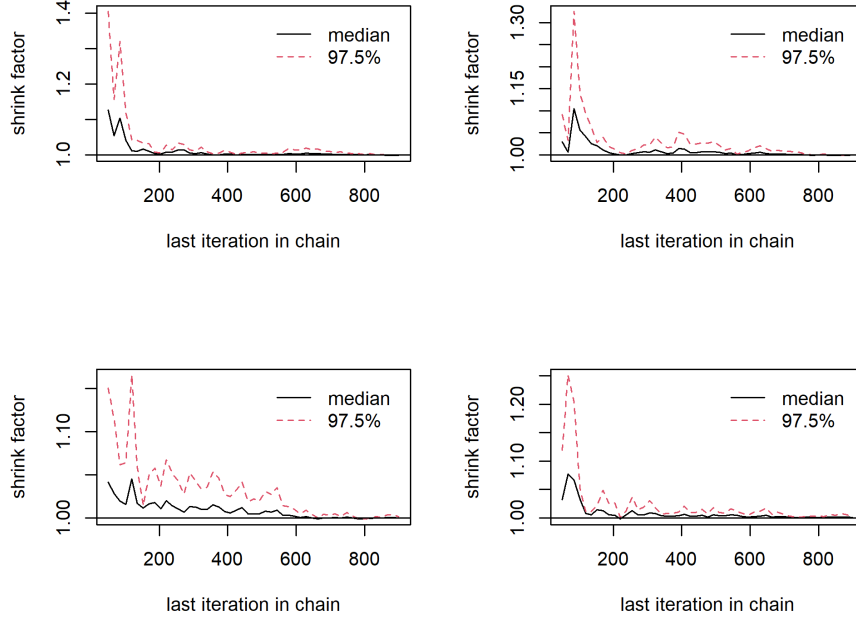 median
97.5%
shrink factor
1.0
1.2
1.4
200
400
600
800
last iteration in chain
median
97.5%
shrink factor
1.00
1.15
1.30
200
400
600
800
last iteration in chain
median
97.5%
shrink factor
1.00
1.10
200
400
600
800
last iteration in chain
median
97.5%
shrink factor
1.00
1.10
1.20
200
400
600
800
last iteration in chain